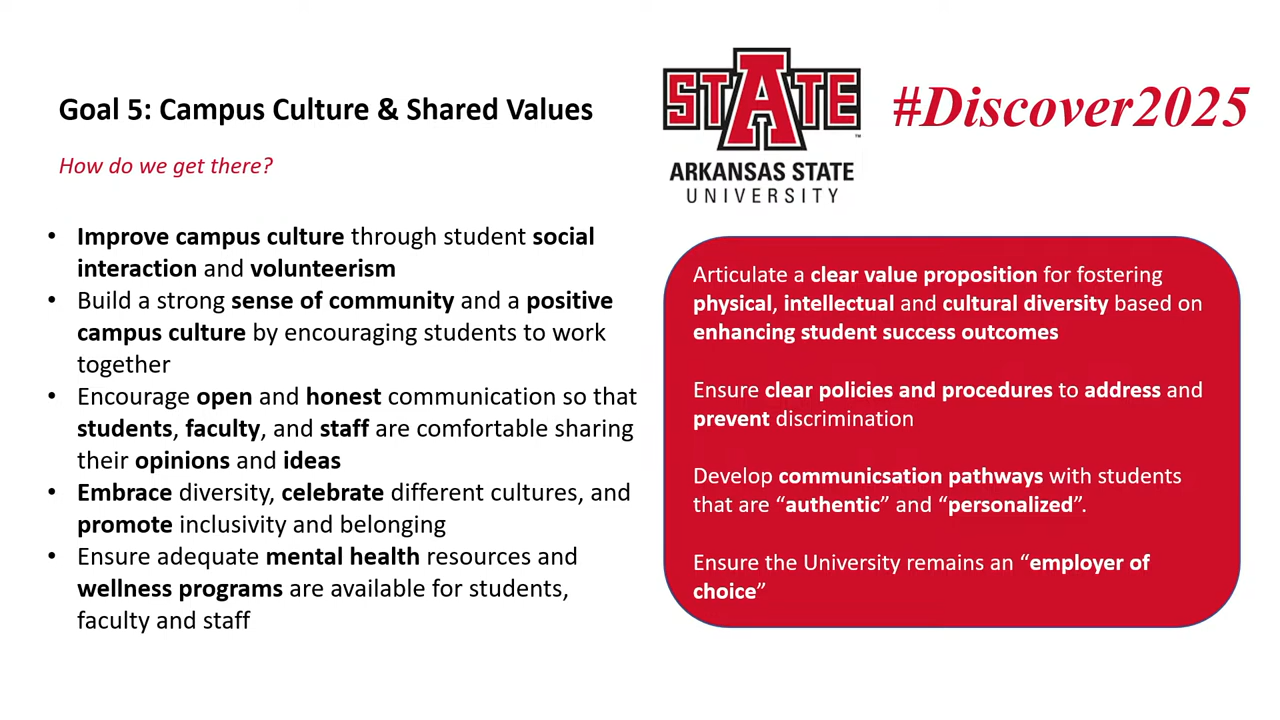 Goal 5: Campus Culture & Shared Values
How do we get there?
• Improve campus culture through student social
interaction and volunteerism
• Build a strong sense of community and a positive
campus culture by encouraging students to work
together
• Encourage open and honest communication so that
students, faculty, and staff are comfortable sharing
their opinions and ideas
• Embrace diversity, celebrate different cultures, and
promote inclusivity and belonging
• Ensure adequate mental health resources and
wellness programs are available for students,
faculty and staff
STATE
™
ARKANSAS STATE
UNIVERSITY
#Discover2025
Articulate a clear value proposition for fostering
physical, intellectual and cultural diversity based on
enhancing student success outcomes
Ensure clear policies and procedures to address and
prevent discrimination
Develop communicsation pathways with students
that are “authentic” and “personalized”.
Ensure the University remains an “employer of
choice”